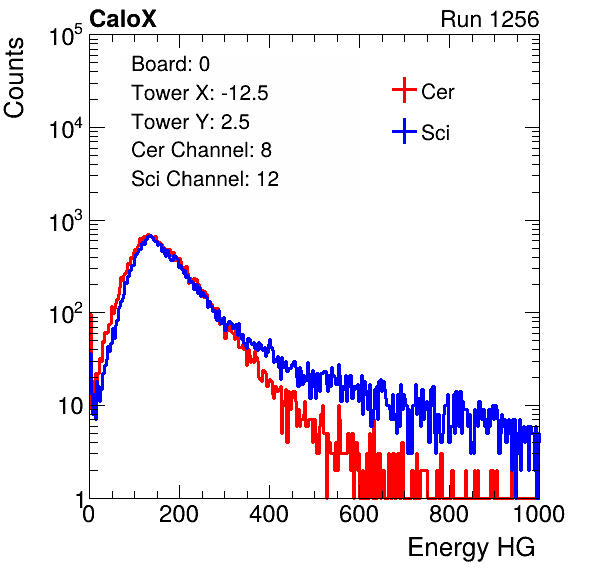 CaloX Run 1256
Counts
10^5
Board: 0
Tower X: -12.5
Tower Y: 2.5
Cer Channel: 8
Sci Channel: 12
Cer
Sci
10^4
10^3
10^2
10
1
0 200 400 600 800 1000
Energy HG